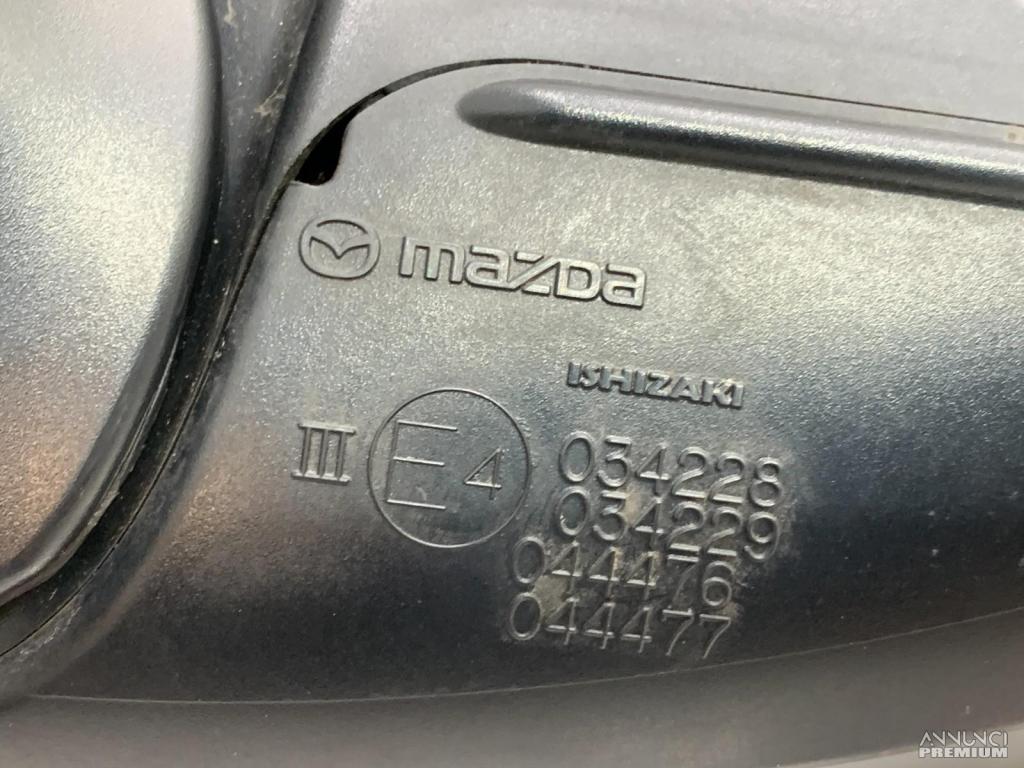 mazda
ISHIZAKI
III E4 034228
034229
044476
044477
ANNUNCI
PREMIUM